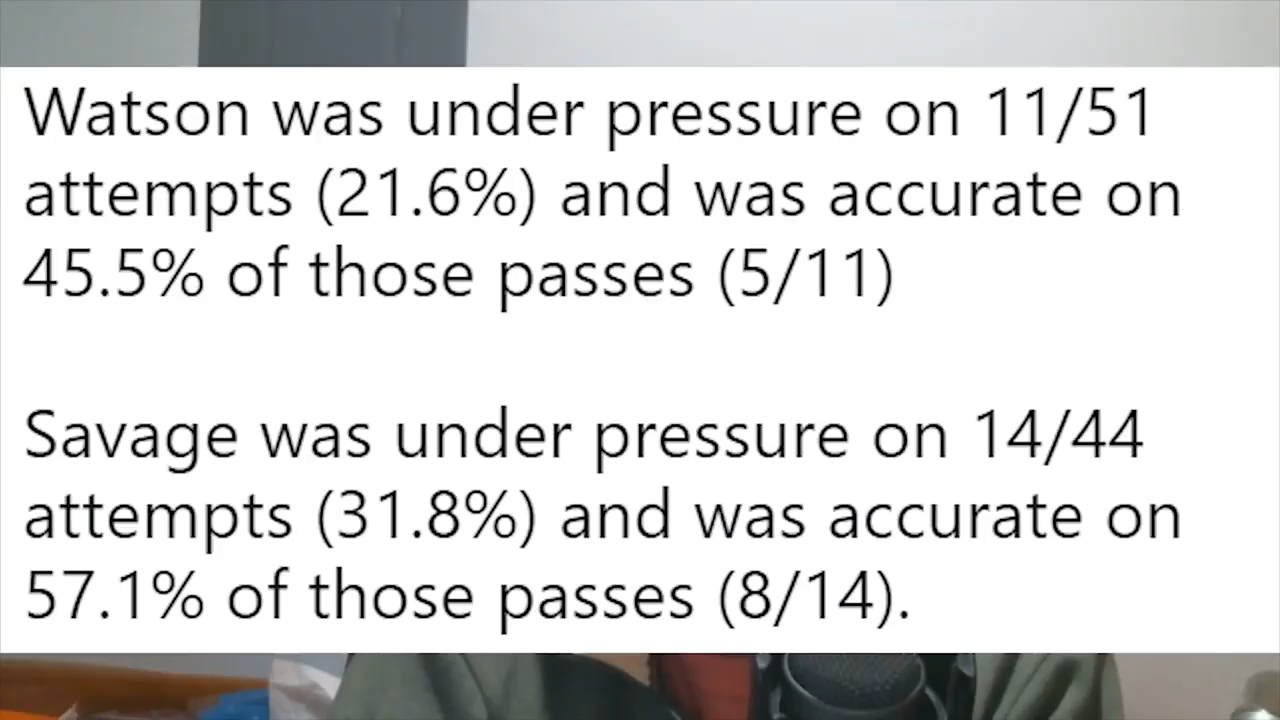 Watson was under pressure on 11/51
attempts (21.6%) and was accurate on
45.5% of those passes (5/11)
Savage was under pressure on 14/44
attempts (31.8%) and was accurate on
57.1% of those passes (8/14).